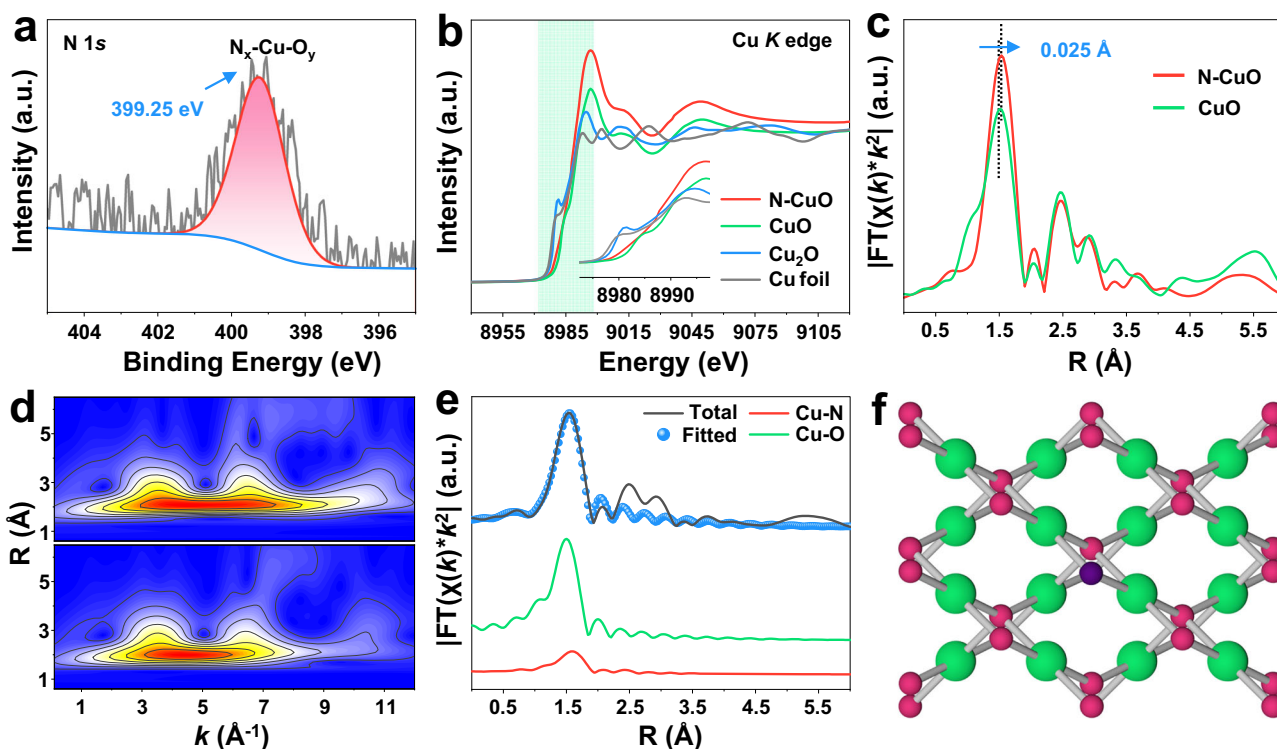 a
N 1s
Nₓ-Cu-Oᵧ
399.25 eV
Intensity (a.u.)
404 402 400 398 396
Binding Energy (eV)
b
Cu K edge
N-CuO
CuO
Cu₂O
Cu foil
8980 8990
Intensity (a.u.)
8955 8985 9015 9045 9075 9105
Energy (eV)
c
0.025 Å
N-CuO
CuO
|FT(χ(k)*k²| (a.u.)
0.5 1.5 2.5 3.5 4.5 5.5
R (Å)
d
5
3
1
5
3
1
R (Å)
1 3 5 7 9 11
k (Å⁻¹)
e
Total Cu-N
Fitted Cu-O
|FT(χ(k)*k²| (a.u.)
0.5 1.5 2.5 3.5 4.5 5.5
R (Å)
f